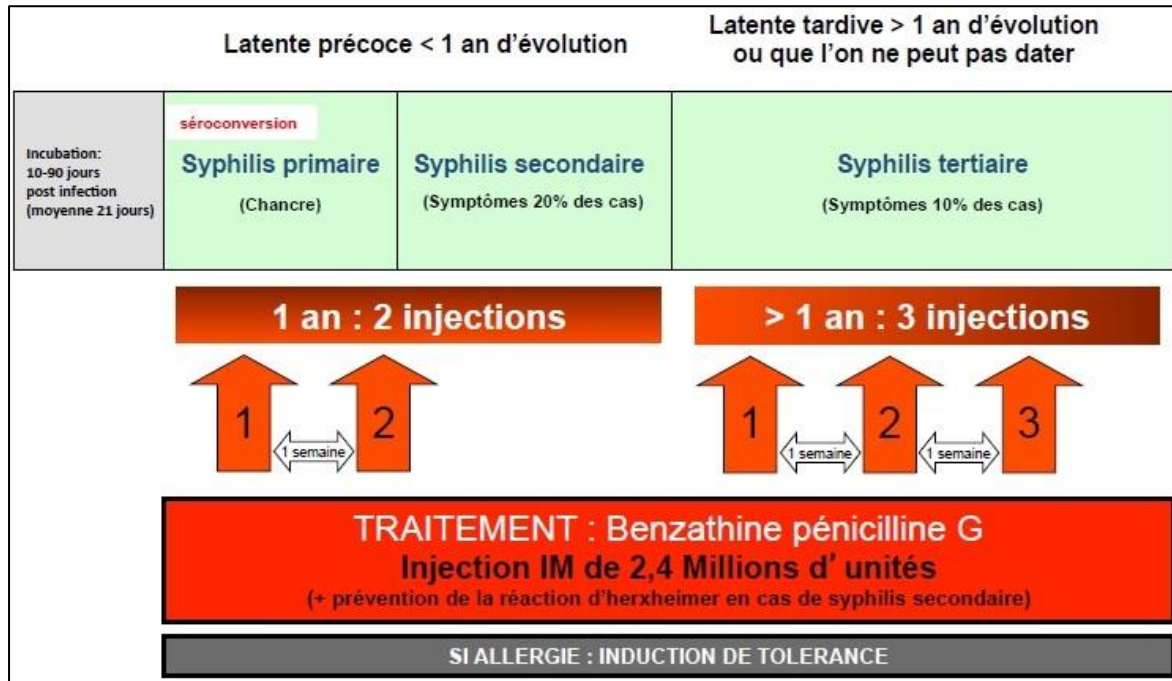 Latente précoce < 1 an d'évolution
Latente tardive > 1 an d'évolution
ou que l'on ne peut pas dater
Incubation:
10-90 jours
post infection
(moyenne 21 jours)
séroconversion
Syphilis primaire
(Chancre)
Syphilis secondaire
(Symptômes 20% des cas)
Syphilis tertiaire
(Symptômes 10% des cas)
1 an : 2 injections
> 1 an : 3 injections
1
1 semaine
2
1
1 semaine
2
1 semaine
3
TRAITEMENT : Benzathine pénicilline G
Injection IM de 2,4 Millions d' unités
(+ prévention de la réaction d'herxheimer en cas de syphilis secondaire)
SI ALLERGIE : INDUCTION DE TOLERANCE